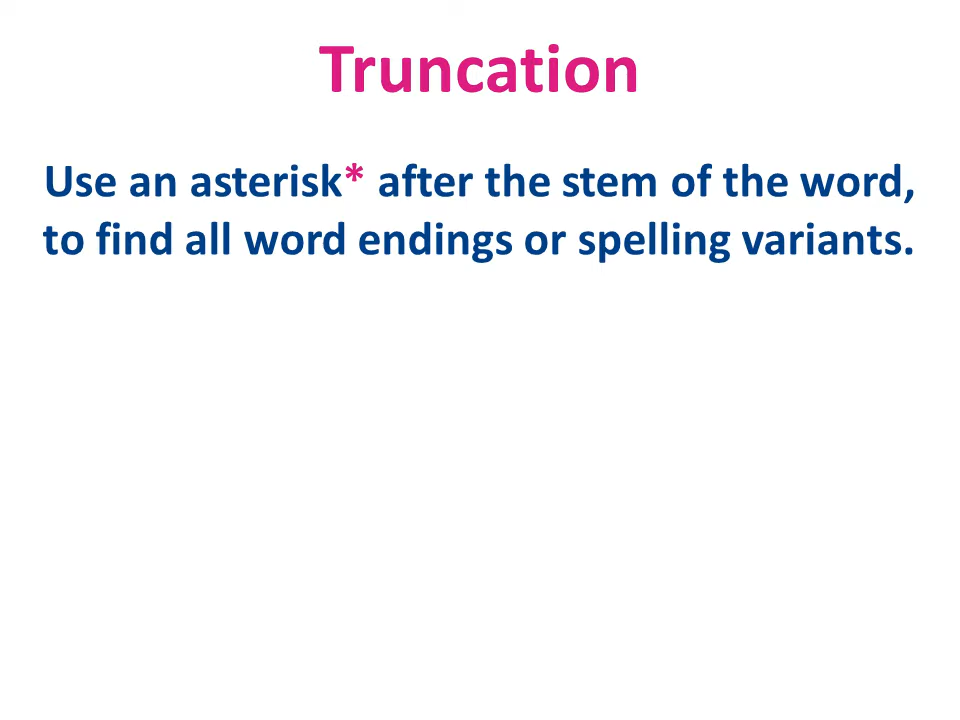 Truncation
Use an asterisk* after the stem of the word,
to find all word endings or spelling variants.